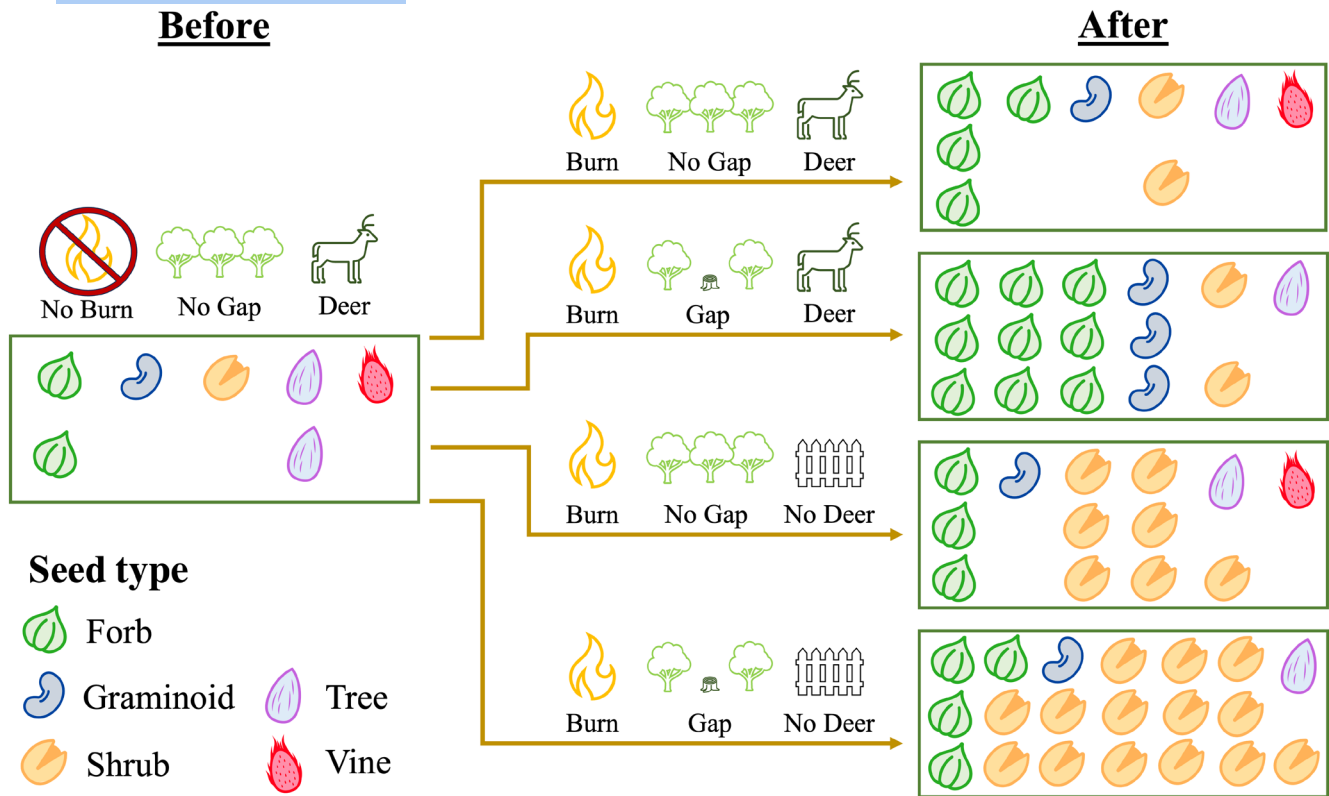 Before
After
Burn No Gap Deer
No Burn No Gap Deer
Burn Gap Deer
Burn No Gap No Deer
Seed type
Forb
Graminoid Tree
Shrub Vine
Burn Gap No Deer